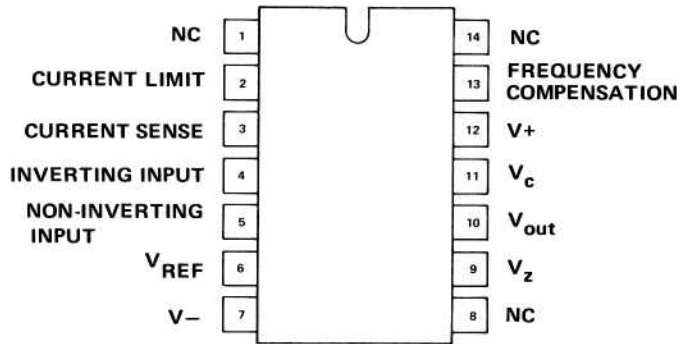 NC 1
CURRENT LIMIT 2
CURRENT SENSE 3
INVERTING INPUT 4
NON-INVERTING
INPUT 5
VREF 6
V− 7
14 NC
13 FREQUENCY
COMPENSATION
12 V+
11 Vc
10 Vout
9 Vz
8 NC